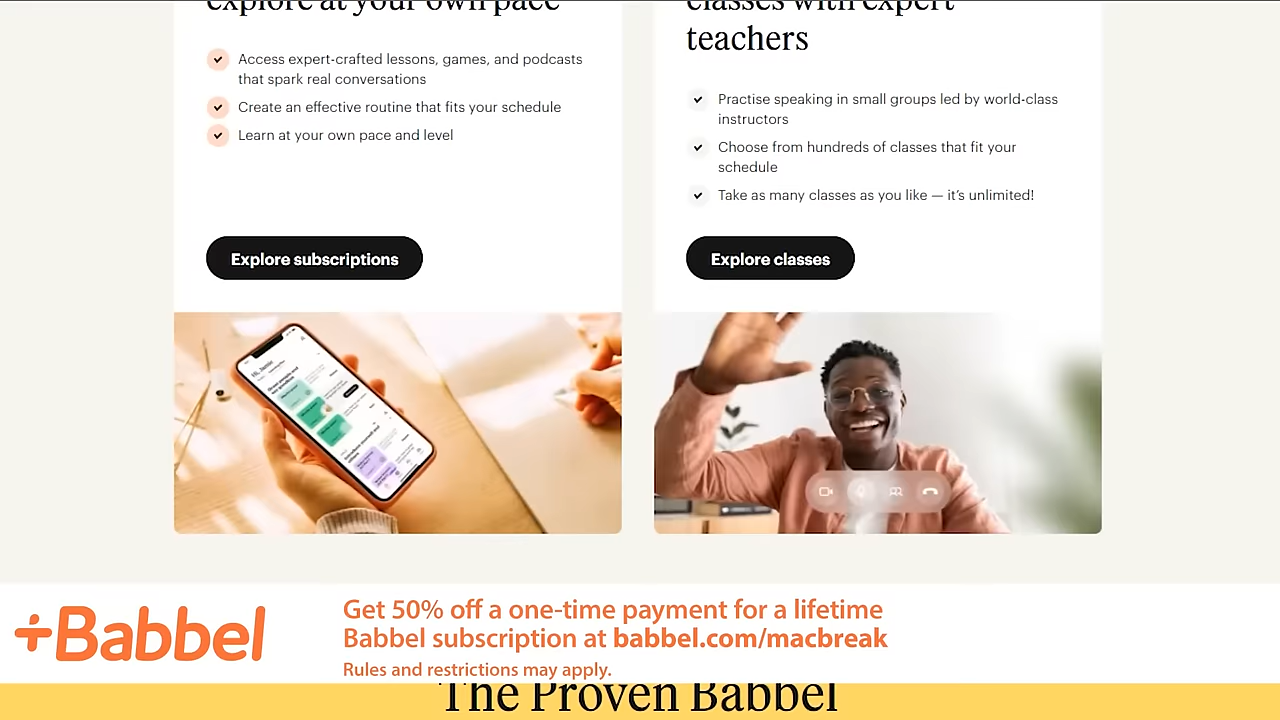 explore at your own pace
Access expert-crafted lessons, games, and podcasts
that spark real conversations
Create an effective routine that fits your schedule
Learn at your own pace and level
Explore subscriptions
classes with expert
teachers
Practise speaking in small groups led by world-class
instructors
Choose from hundreds of classes that fit your
schedule
Take as many classes as you like — it's unlimited!
Explore classes
+Babbel
Get 50% off a one-time payment for a lifetime
Babbel subscription at babbel.com/macbreak
Rules and restrictions may apply.
The Proven Babbel